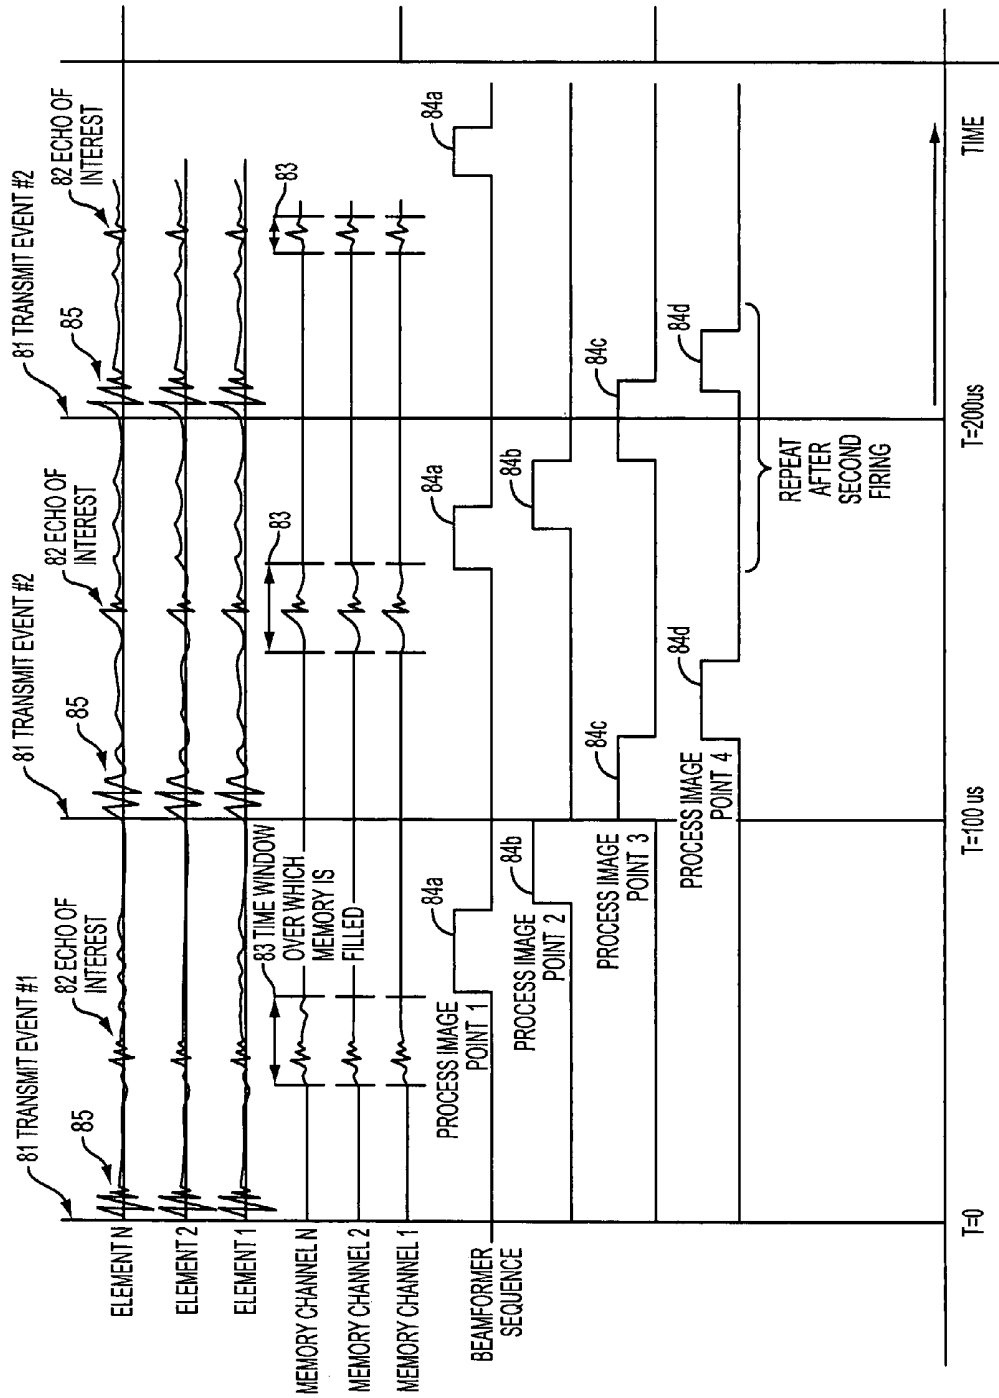 81 TRANSMIT EVENT #1
81 TRANSMIT EVENT #2
81 TRANSMIT EVENT #2
85
82 ECHO OF
INTEREST
85
82 ECHO OF
INTEREST
85
82 ECHO OF
INTEREST
ELEMENT N
ELEMENT 2
ELEMENT 1
83 TIME WINDOW
OVER WHICH
MEMORY IS
FILLED
83
83
MEMORY CHANNEL N
MEMORY CHANNEL 2
MEMORY CHANNEL 1
PROCESS IMAGE
POINT 1
84a
84a
84a
BEAMFORMER
SEQUENCE
PROCESS IMAGE
POINT 2
84b
84b
PROCESS IMAGE
POINT 3
84c
84c
PROCESS IMAGE
POINT 4
84d
84d
REPEAT
AFTER
SECOND
FIRING
T=0
T=100 us
T=200us
TIME